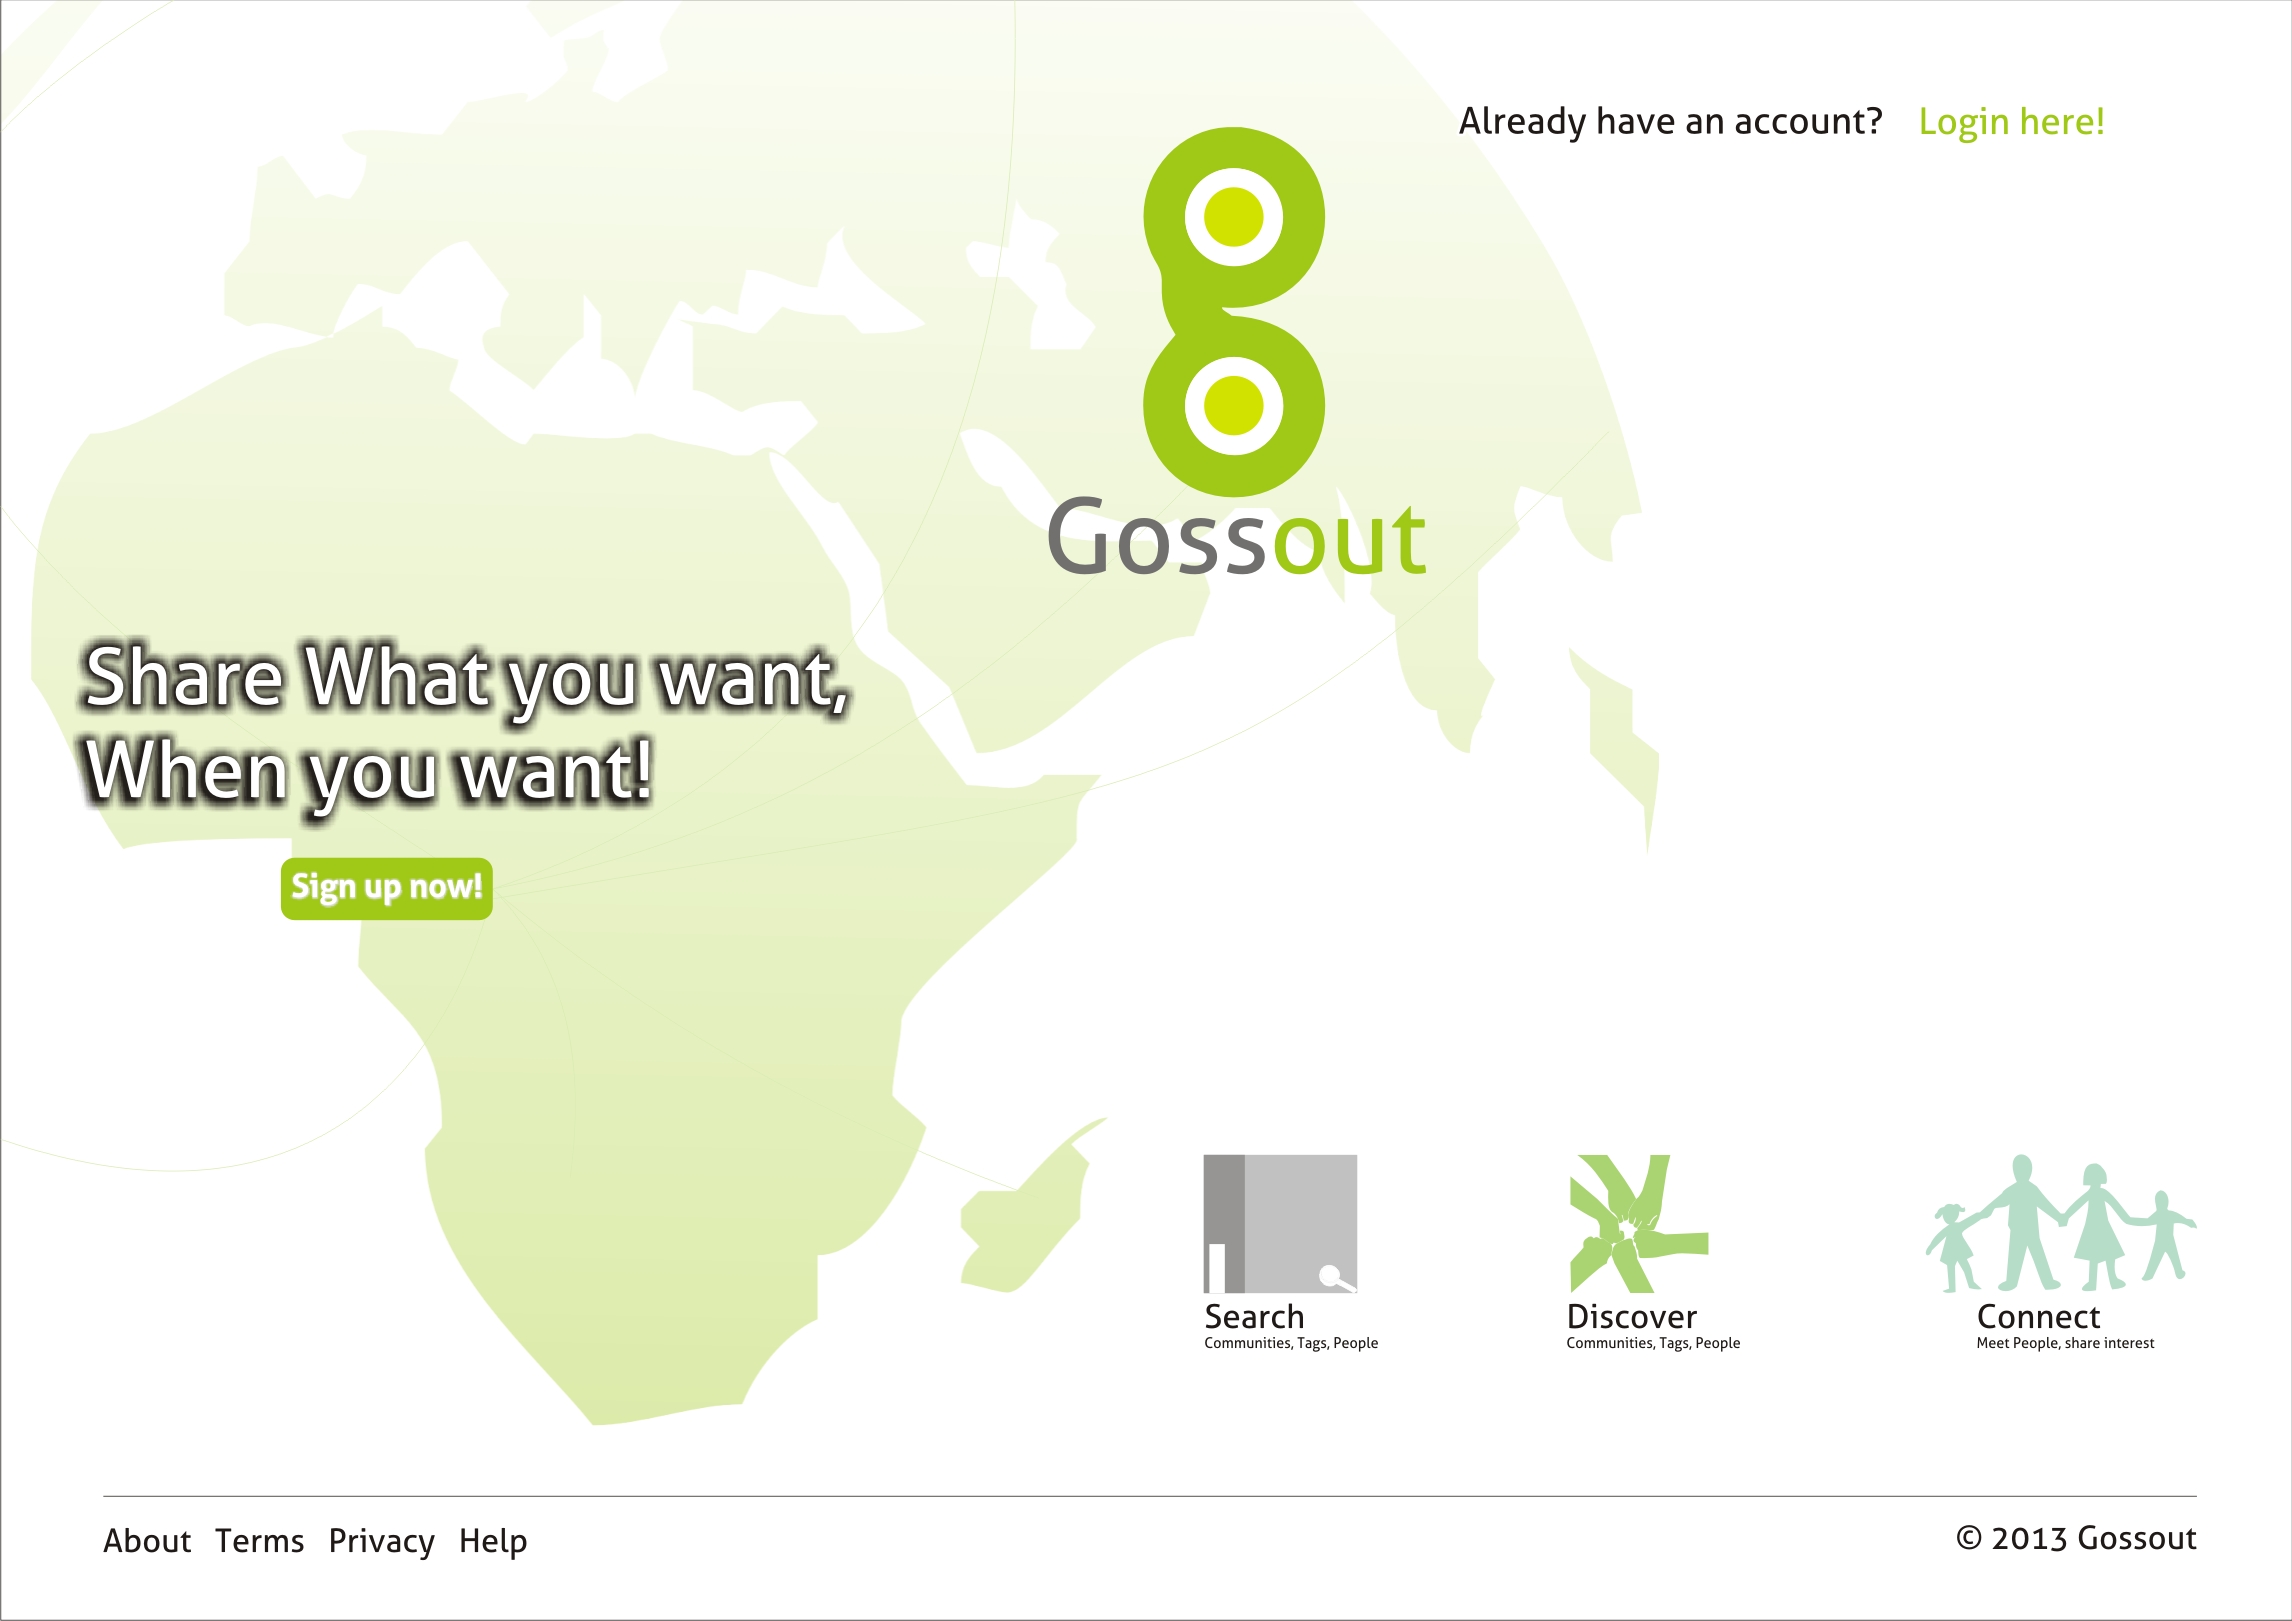 Already have an account? Login here!
Gossout
Share What you want,
When you want!
Sign up now!
Search
Communities, Tags, People
Discover
Communities, Tags, People
Connect
Meet People, share interest
About Terms Privacy Help
© 2013 Gossout